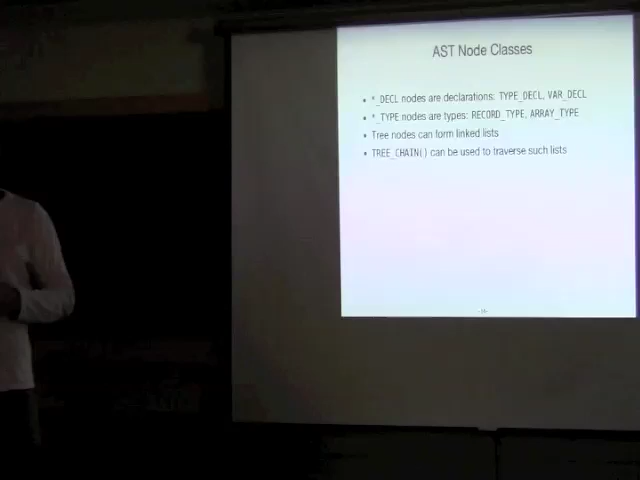 AST Node Classes
• *_DECL nodes are declarations: TYPE_DECL, VAR_DECL
• *_TYPE nodes are types: RECORD_TYPE, ARRAY_TYPE
• Tree nodes can form linked lists
• TREE_CHAIN() can be used to traverse such lists